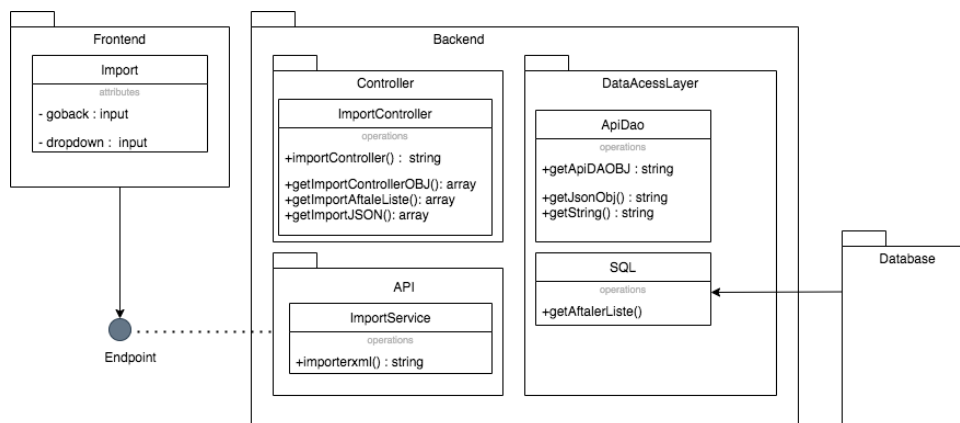 Frontend
Import
attributes
- goback : input
- dropdown : input
Endpoint
Backend
Controller
ImportController
operations
+importController() : string
+getImportControllerOBJ(): array
+getImportAftaleListe(): array
+getImportJSON(): array
API
ImportService
operations
+importerxml() : string
DataAcessLayer
ApiDao
operations
+getApiDAOBJ : string
+getJsonObj() : string
+getString() : string
SQL
operations
+getAftalerListe()
Database